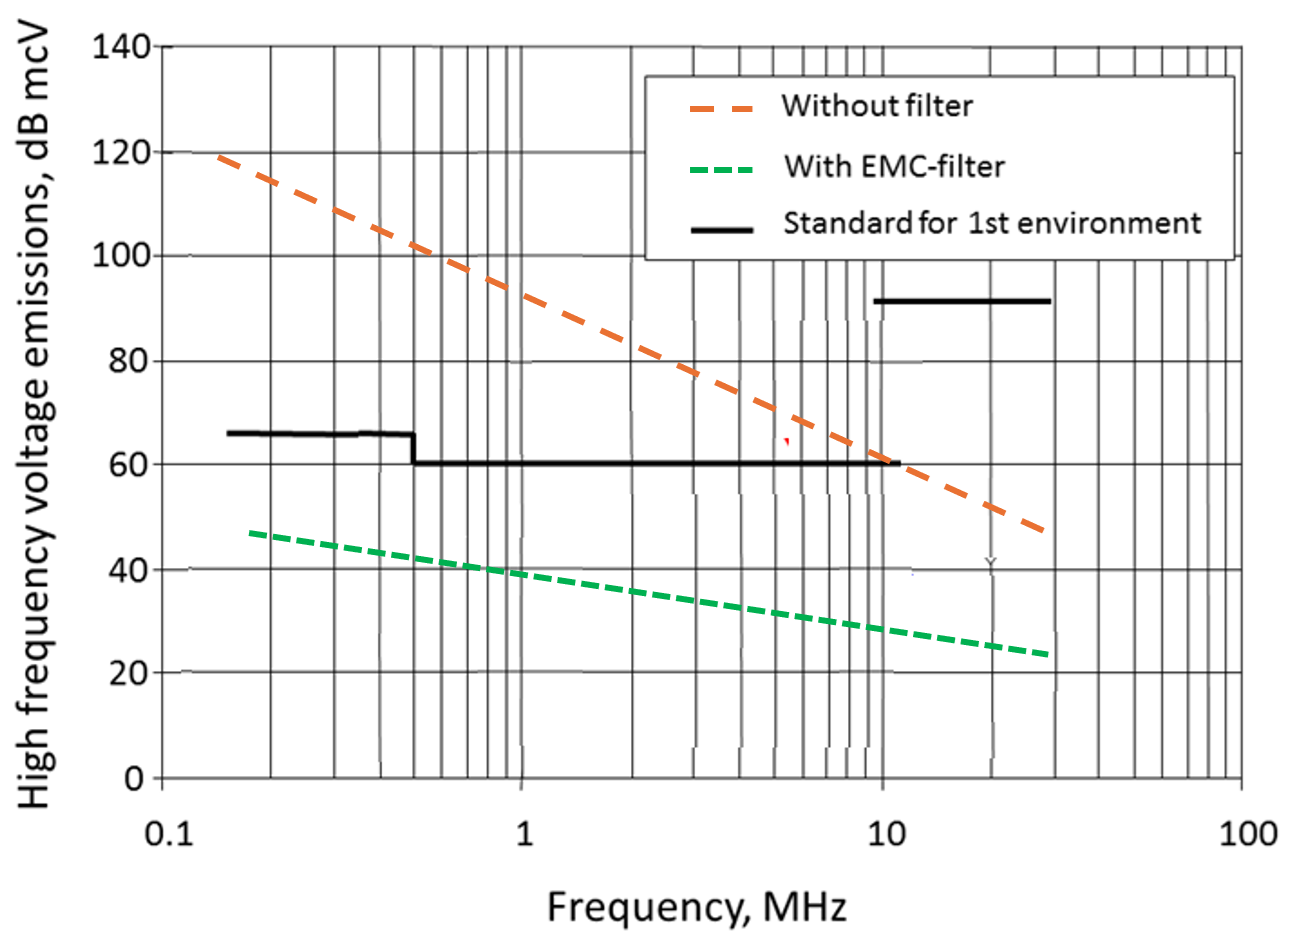 High frequency voltage emissions, dB mcV
140
120
100
80
60
40
20
0
Without filter
With EMC-filter
Standard for 1st environment
0.1
1
10
100
Frequency, MHz